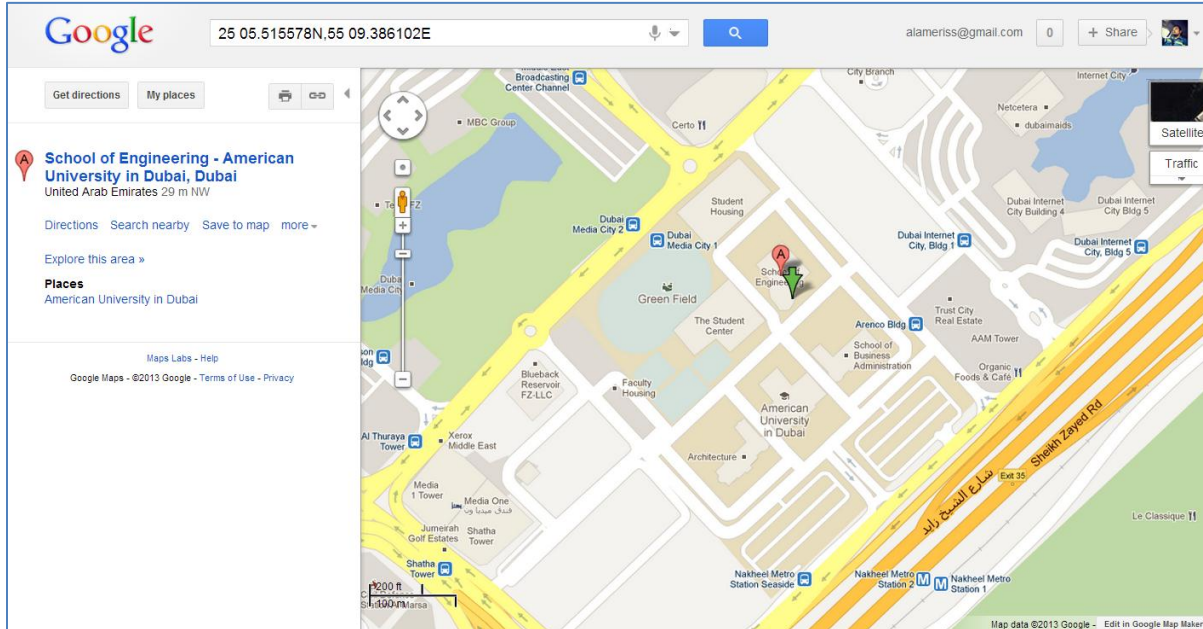 Google
25 05.515578N,55 09.386102E
alameriss@gmail.com
0
+ Share
Get directions
My places
A
School of Engineering - American
University in Dubai, Dubai
United Arab Emirates 29 m NW
Directions Search nearby Save to map more
Explore this area »
Places
American University in Dubai
Maps Labs - Help
Google Maps - ©2013 Google - Terms of Use - Privacy
Broadcasting
Center Channel
MBC Group
Certo
City Branch
Internet City
Netcetera
dubaimaids
Satellite
Traffic
Student
Housing
Dubai
Media City 2
Dubai
Media City 1
Dubai Internet
City Building 4
Dubai Internet
City Bldg 5
Dubai Internet
City, Bldg 1
Dubai Internet
City, Bldg 5
A
School of
Engineering
Green Field
Media City
The Student
Center
Trust City
Real Estate
Arenco Bldg
AAM Tower
School of
Business
Administration
Organic
Foods & Café
Blueback
Reservoir
FZ-LLC
Faculty
Housing
American
University
in Dubai
Al Thuraya
Tower
Xerox
Middle East
Architecture
Sheikh Zayed Rd
Exit 35
شارع الشيخ زايد
Media
1 Tower
Media One
فندق ميديا ون
Jumeirah
Golf Estates
Shatha
Tower
Shatha
Tower
Le Classique
Nakheel Metro
Station Seaside
Nakheel Metro
Station 2
M
M
Nakheel Metro
Station 1
200 ft
100 m
Map data ©2013 Google - Edit in Google Map Maker